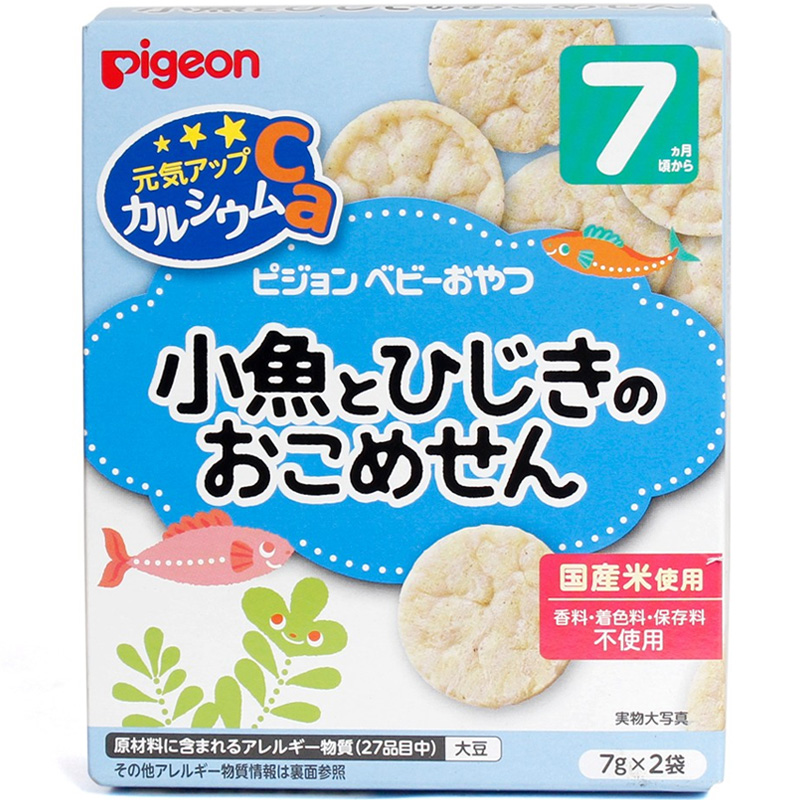 Pigeon
7
ヵ月
頃から
元気アップ
カルシウム
Ca
ピジョン ベビーおやつ
小魚とひじきの
おこめせん
国産米使用
香料・着色料・保存料
不使用
実物大写真
原材料に含まれるアレルギー物質(27品目中) 大豆
その他アレルギー物質情報は裏面参照
7g×2袋